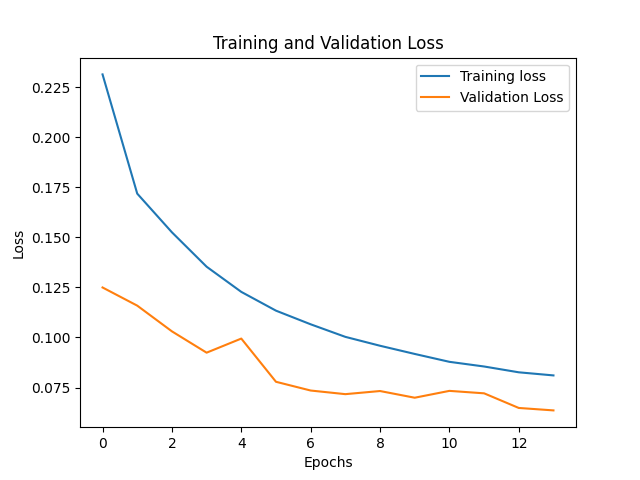 Training and Validation Loss
Training loss
Validation Loss
Loss
0.225
0.200
0.175
0.150
0.125
0.100
0.075
0 2 4 6 8 10 12
Epochs